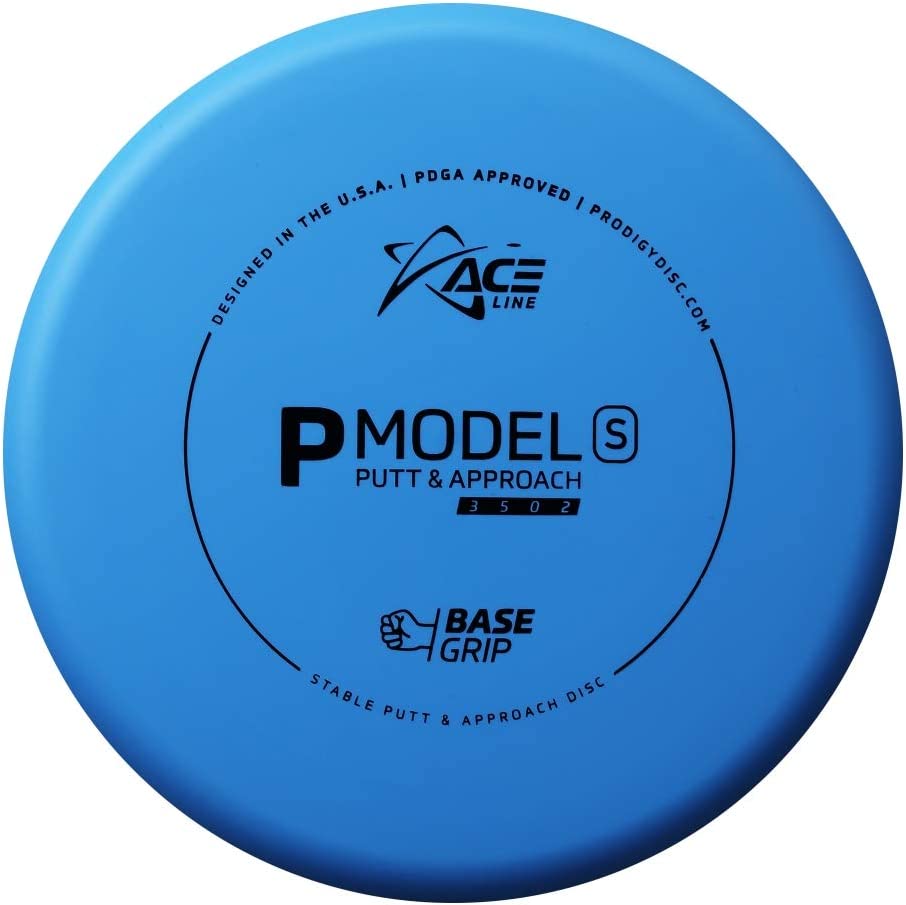 DESIGNED IN THE U.S.A. | PDGA APPROVED | PRODIGYDISC.COM
ACE
LINE
P MODEL S
PUTT & APPROACH
3 5 0 2
BASE
GRIP
STABLE PUTT & APPROACH DISC